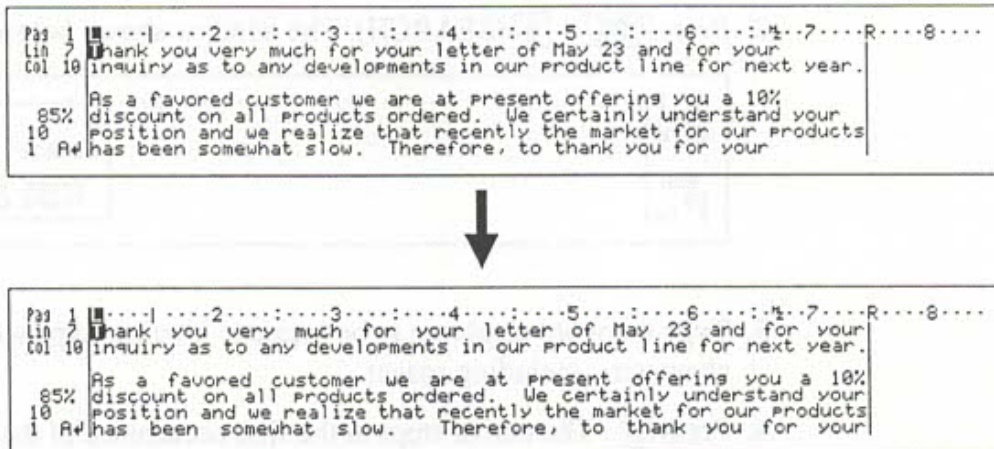 Pag 1 L····|····2····:····3····:····4····:····5····:····6····:·½··7····R····8····
Lin 7 Thank you very much for your letter of May 23 and for your
Col 10 inquiry as to any developments in our product line for next year.
As a favored customer we are at present offering you a 10%
85% discount on all products ordered. We certainly understand your
10 position and we realize that recently the market for our products
1 A↵ has been somewhat slow. Therefore, to thank you for your
Pag 1 L····|····2····:····3····:····4····:····5····:····6····:·½··7····R····8····
Lin 7 Thank you very much for your letter of May 23 and for your
Col 10 inquiry as to any developments in our product line for next year.
As a favored customer we are at present offering you a 10%
85% discount on all products ordered. We certainly understand your
10 position and we realize that recently the market for our products
1 A↵ has been somewhat slow. Therefore, to thank you for your